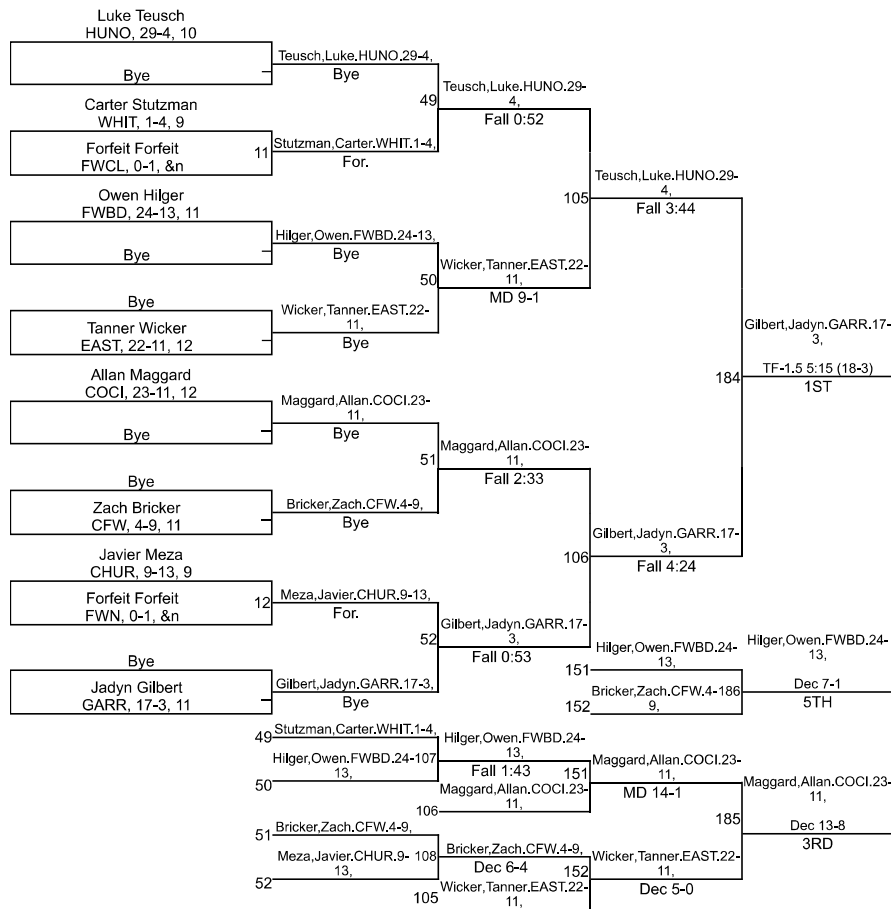 Luke Teusch
HUNO, 29-4, 10
Bye
Teusch,Luke.HUNO.29-4,
Bye
Carter Stutzman
WHIT, 1-4, 9
Forfeit Forfeit
FWCL, 0-1, &n
11
Stutzman,Carter.WHIT.1-4,
For.
49
Teusch,Luke.HUNO.29-
4,
Fall 0:52
Owen Hilger
FWBD, 24-13, 11
Bye
Hilger,Owen.FWBD.24-13,
Bye
Bye
Tanner Wicker
EAST, 22-11, 12
Wicker,Tanner.EAST.22-
11,
Bye
50
Wicker,Tanner.EAST.22-
11,
MD 9-1
105
Teusch,Luke.HUNO.29-
4,
Fall 3:44
Allan Maggard
COCI, 23-11, 12
Bye
Maggard,Allan.COCI.23-
11,
Bye
Bye
Zach Bricker
CFW, 4-9, 11
Bricker,Zach.CFW.4-9,
Bye
51
Maggard,Allan.COCI.23-
11,
Fall 2:33
Javier Meza
CHUR, 9-13, 9
Forfeit Forfeit
FWN, 0-1, &n
12
Meza,Javier.CHUR.9-13,
For.
Bye
Jadyn Gilbert
GARR, 17-3, 11
Gilbert,Jadyn.GARR.17-3,
Bye
52
Gilbert,Jadyn.GARR.17-
3,
Fall 0:53
106
Gilbert,Jadyn.GARR.17-
3,
Fall 4:24
184
Gilbert,Jadyn.GARR.17-
3,
TF-1.5 5:15 (18-3)
1ST
151
Hilger,Owen.FWBD.24-
13,
152
Bricker,Zach.CFW.4-186
9,
Hilger,Owen.FWBD.24-
13,
Dec 7-1
5TH
49
Stutzman,Carter.WHIT.1-4,
50
Hilger,Owen.FWBD.24-107
13,
Hilger,Owen.FWBD.24-
13,
Fall 1:43
106
Maggard,Allan.COCI.23-
11,
151
Maggard,Allan.COCI.23-
11,
MD 14-1
51
Bricker,Zach.CFW.4-9,
52
Meza,Javier.CHUR.9-
13,
108
Bricker,Zach.CFW.4-9,
Dec 6-4
105
Wicker,Tanner.EAST.22-
11,
152
Wicker,Tanner.EAST.22-
11,
Dec 5-0
185
Maggard,Allan.COCI.23-
11,
Dec 13-8
3RD